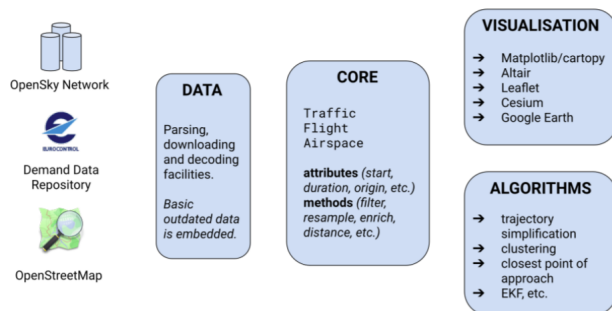 OpenSky Network
EUROCONTROL
Demand Data
Repository
OpenStreetMap
DATA
Parsing,
downloading
and decoding
facilities.
Basic
outdated data
is embedded.
CORE
Traffic
Flight
Airspace
attributes (start,
duration, origin, etc.)
methods (filter,
resample, enrich,
distance, etc.)
VISUALISATION
➔ Matplotlib/cartopy
➔ Altair
➔ Leaflet
➔ Cesium
➔ Google Earth
ALGORITHMS
➔ trajectory
simplification
➔ clustering
➔ closest point of
approach
➔ EKF, etc.